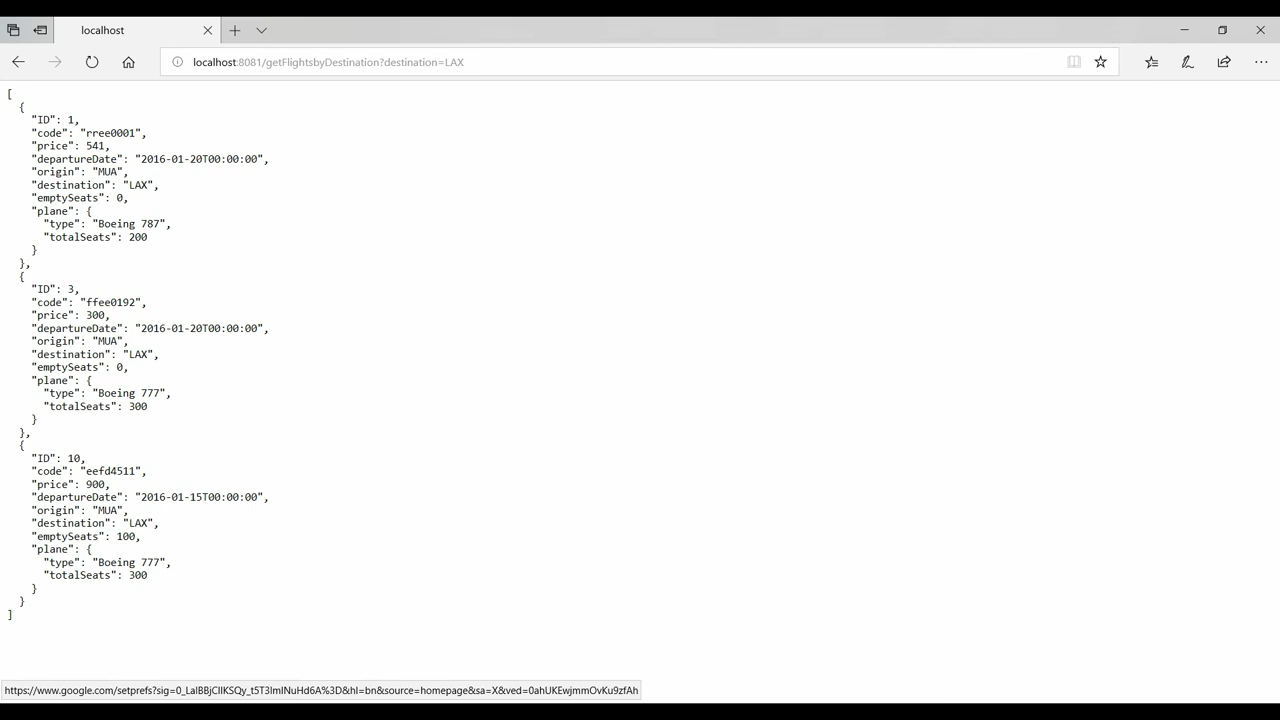 localhost
localhost:8081/getFlightsbyDestination?destination=LAX
[
  {
    "ID": 1,
    "code": "rree0001",
    "price": 541,
    "departureDate": "2016-01-20T00:00:00",
    "origin": "MUA",
    "destination": "LAX",
    "emptySeats": 0,
    "plane": {
      "type": "Boeing 787",
      "totalSeats": 200
    }
  },
  {
    "ID": 3,
    "code": "ffee0192",
    "price": 300,
    "departureDate": "2016-01-20T00:00:00",
    "origin": "MUA",
    "destination": "LAX",
    "emptySeats": 0,
    "plane": {
      "type": "Boeing 777",
      "totalSeats": 300
    }
  },
  {
    "ID": 10,
    "code": "eefd4511",
    "price": 900,
    "departureDate": "2016-01-15T00:00:00",
    "origin": "MUA",
    "destination": "LAX",
    "emptySeats": 100,
    "plane": {
      "type": "Boeing 777",
      "totalSeats": 300
    }
  }
]
https://www.google.com/setprefs?sig=0_LaIBBjCIlKSQy_t5T3ImINuHd6A%3D&hl=bn&source=homepage&sa=X&ved=0ahUKEwjmmOvKu9zfAh